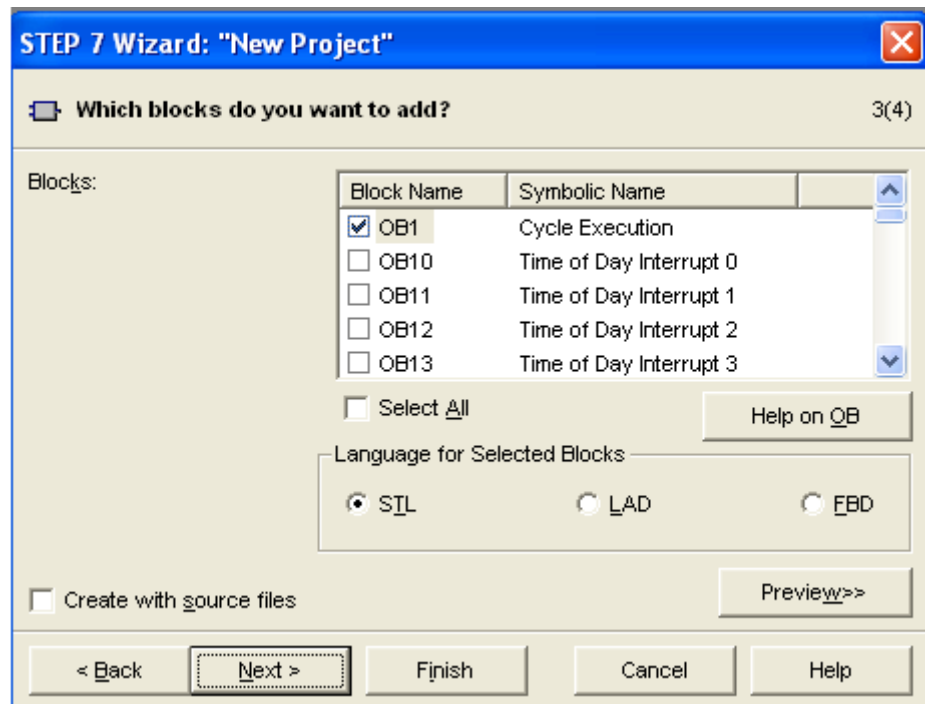 STEP 7 Wizard: "New Project"
Which blocks do you want to add? 3(4)
Blocks:
Block Name Symbolic Name
OB1 Cycle Execution
OB10 Time of Day Interrupt 0
OB11 Time of Day Interrupt 1
OB12 Time of Day Interrupt 2
OB13 Time of Day Interrupt 3
Select All
Help on OB
Language for Selected Blocks
STL LAD FBD
Create with source files
Preview>>
< Back Next > Finish Cancel Help